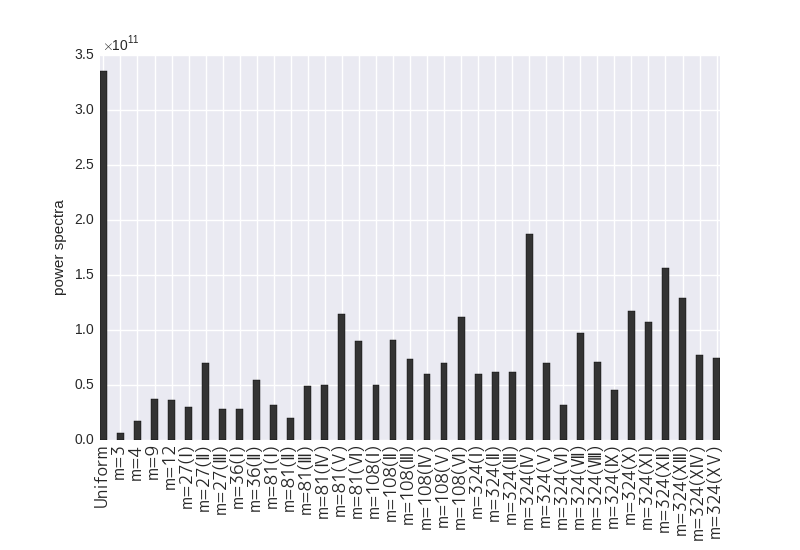 ×10¹¹
3.5
3.0
2.5
2.0
1.5
1.0
0.5
0.0
power spectra
Uniform
m=3
m=4
m=9
m=12
m=27(Ⅰ)
m=27(Ⅱ)
m=27(Ⅲ)
m=36(Ⅰ)
m=36(Ⅱ)
m=81(Ⅰ)
m=81(Ⅱ)
m=81(Ⅲ)
m=81(Ⅳ)
m=81(Ⅴ)
m=81(Ⅵ)
m=108(Ⅰ)
m=108(Ⅱ)
m=108(Ⅲ)
m=108(Ⅳ)
m=108(Ⅴ)
m=108(Ⅵ)
m=324(Ⅰ)
m=324(Ⅱ)
m=324(Ⅲ)
m=324(Ⅳ)
m=324(Ⅴ)
m=324(Ⅵ)
m=324(Ⅶ)
m=324(Ⅷ)
m=324(Ⅸ)
m=324(Ⅹ)
m=324(Ⅺ)
m=324(Ⅻ)
m=324(XⅢ)
m=324(XⅣ)
m=324(XⅤ)